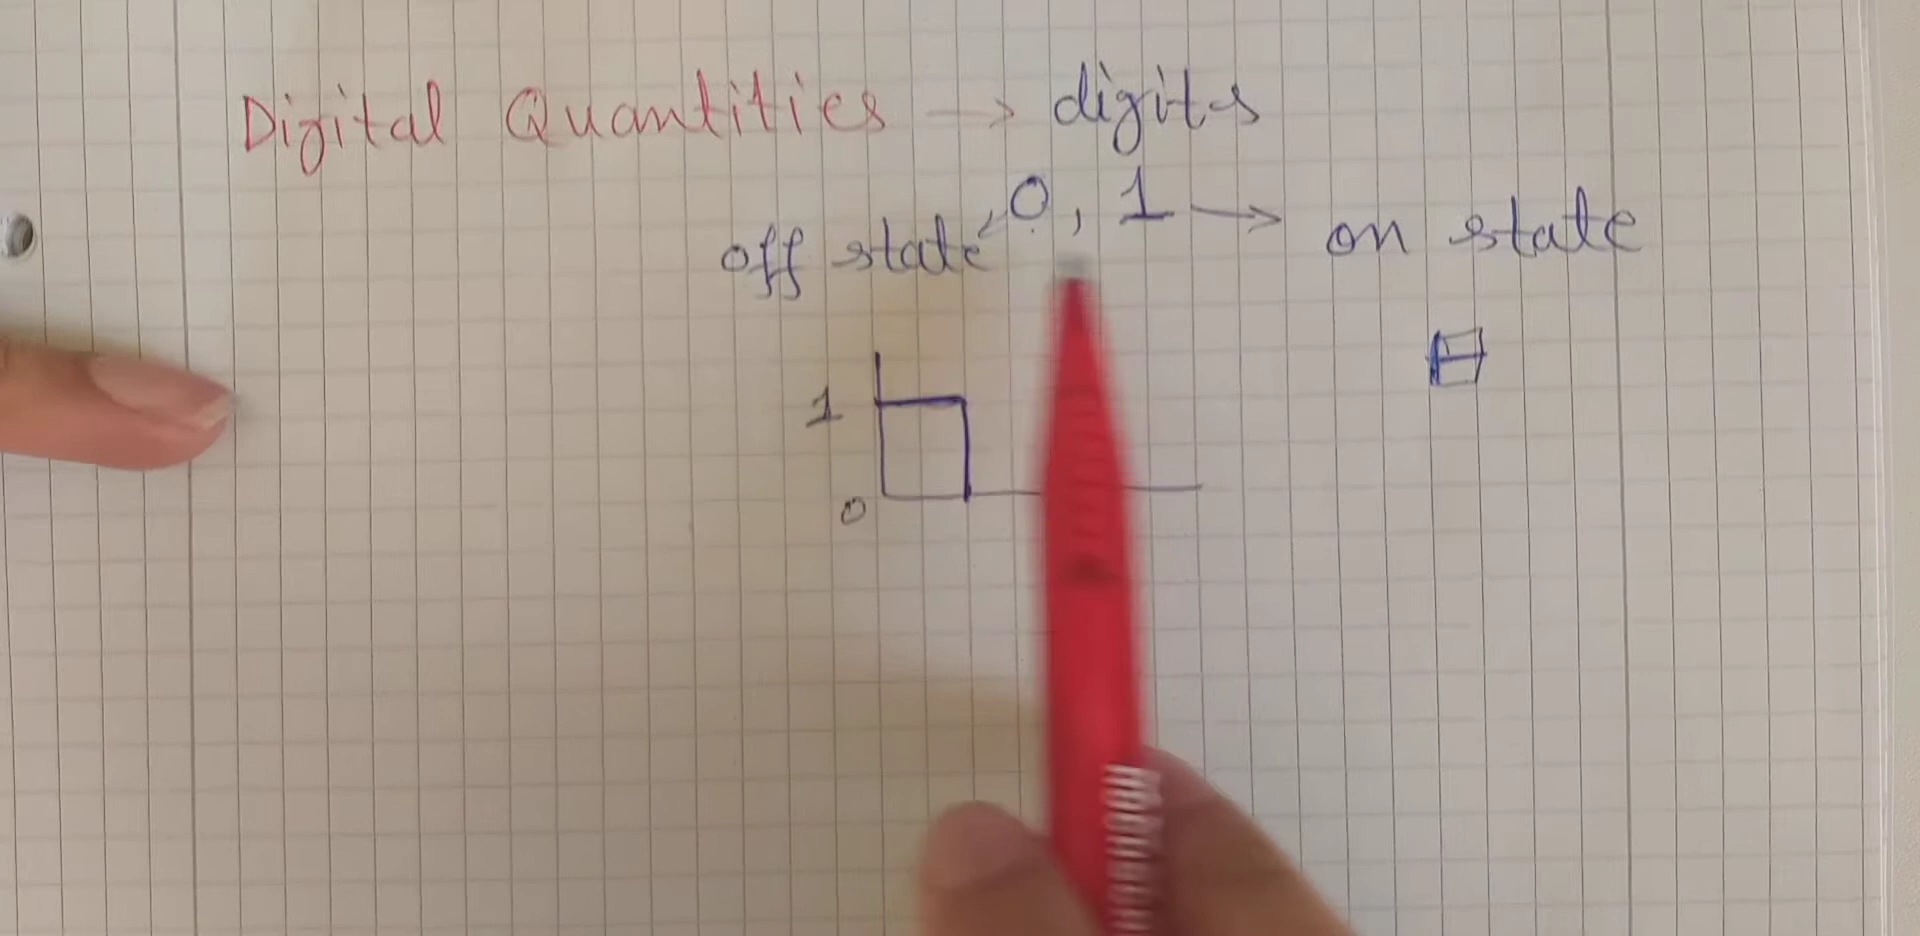 Digital Quantities → digits
off state ← 0, 1 → on state
1
0